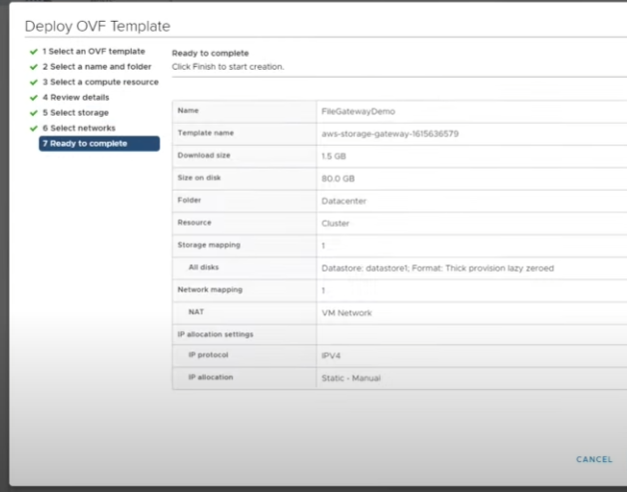 Deploy OVF Template
1 Select an OVF template
2 Select a name and folder
3 Select a compute resource
4 Review details
5 Select storage
6 Select networks
7 Ready to complete
Ready to complete
Click Finish to start creation.
Name FileGatewayDemo
Template name aws-storage-gateway-1615636579
Download size 1.5 GB
Size on disk 80.0 GB
Folder Datacenter
Resource Cluster
Storage mapping 1
All disks Datastore: datastore1; Format: Thick provision lazy zeroed
Network mapping 1
NAT VM Network
IP allocation settings
IP protocol IPV4
IP allocation Static - Manual
CANCEL